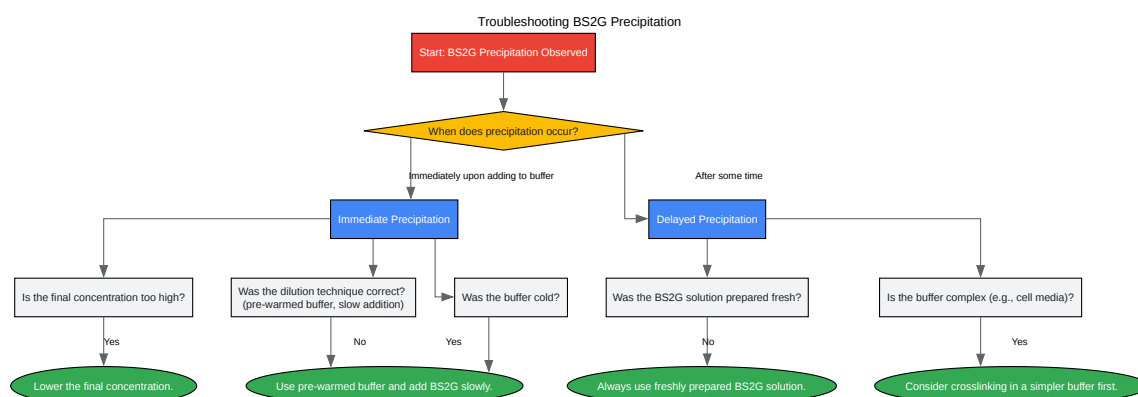 Troubleshooting BS2G Precipitation
Start: BS2G Precipitation Observed
When does precipitation occur?
Immediately upon adding to buffer
After some time
Immediate Precipitation
Delayed Precipitation
Is the final concentration too high?
Was the dilution technique correct?
(pre-warmed buffer, slow addition)
Was the buffer cold?
Was the BS2G solution prepared fresh?
Is the buffer complex (e.g., cell media)?
Yes
No
Yes
No
Yes
Lower the final concentration.
Use pre-warmed buffer and add BS2G slowly.
Always use freshly prepared BS2G solution.
Consider crosslinking in a simpler buffer first.